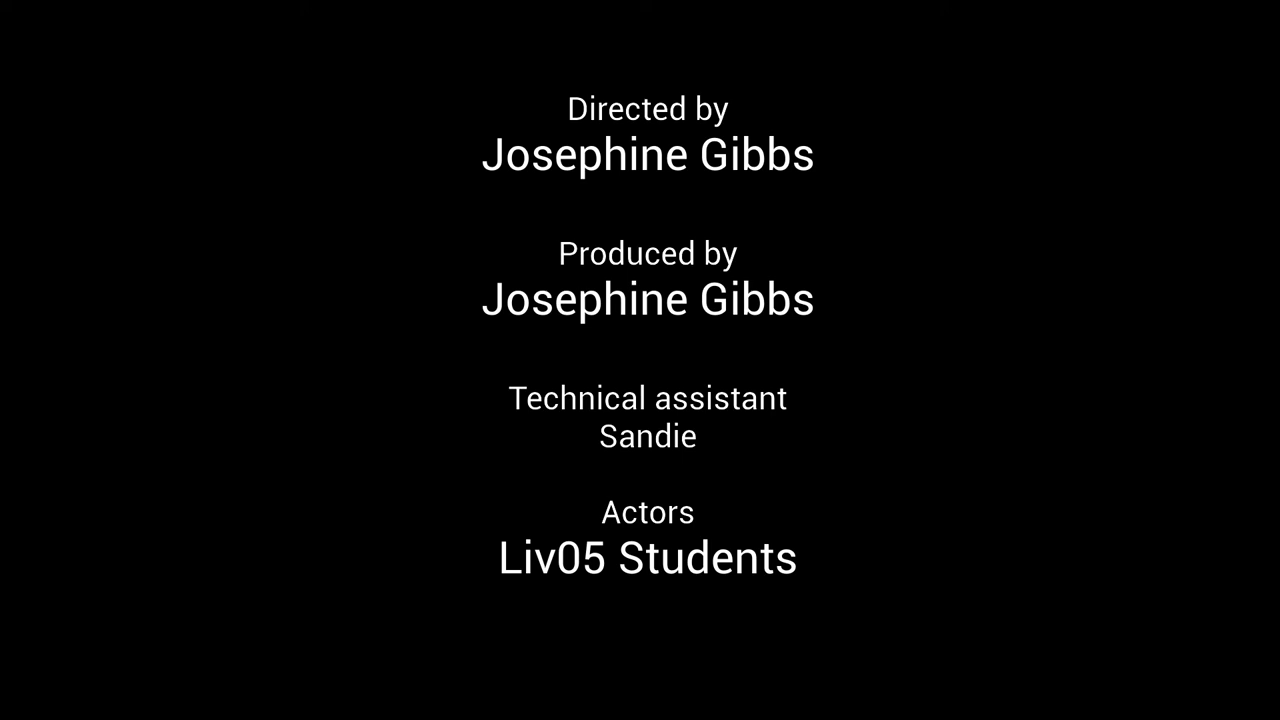 Directed by
Josephine Gibbs
Produced by
Josephine Gibbs
Technical assistant
Sandie
Actors
Liv05 Students